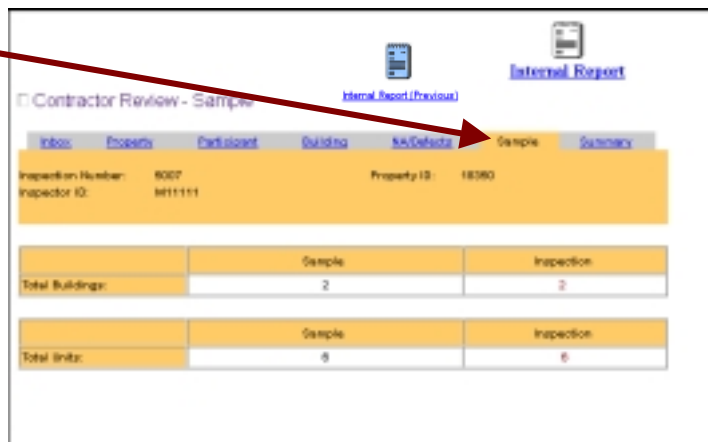 Internal Report
Internal Report (Previous)
Contractor Review - Sample
Inbox Property Participant Building NA/Defects Sample Summary
Inspection Number: 6007 Property ID: 18350
Inspector ID: M11111
Sample Inspection
Total Buildings: 2 2
Sample Inspection
Total Units: 6 6